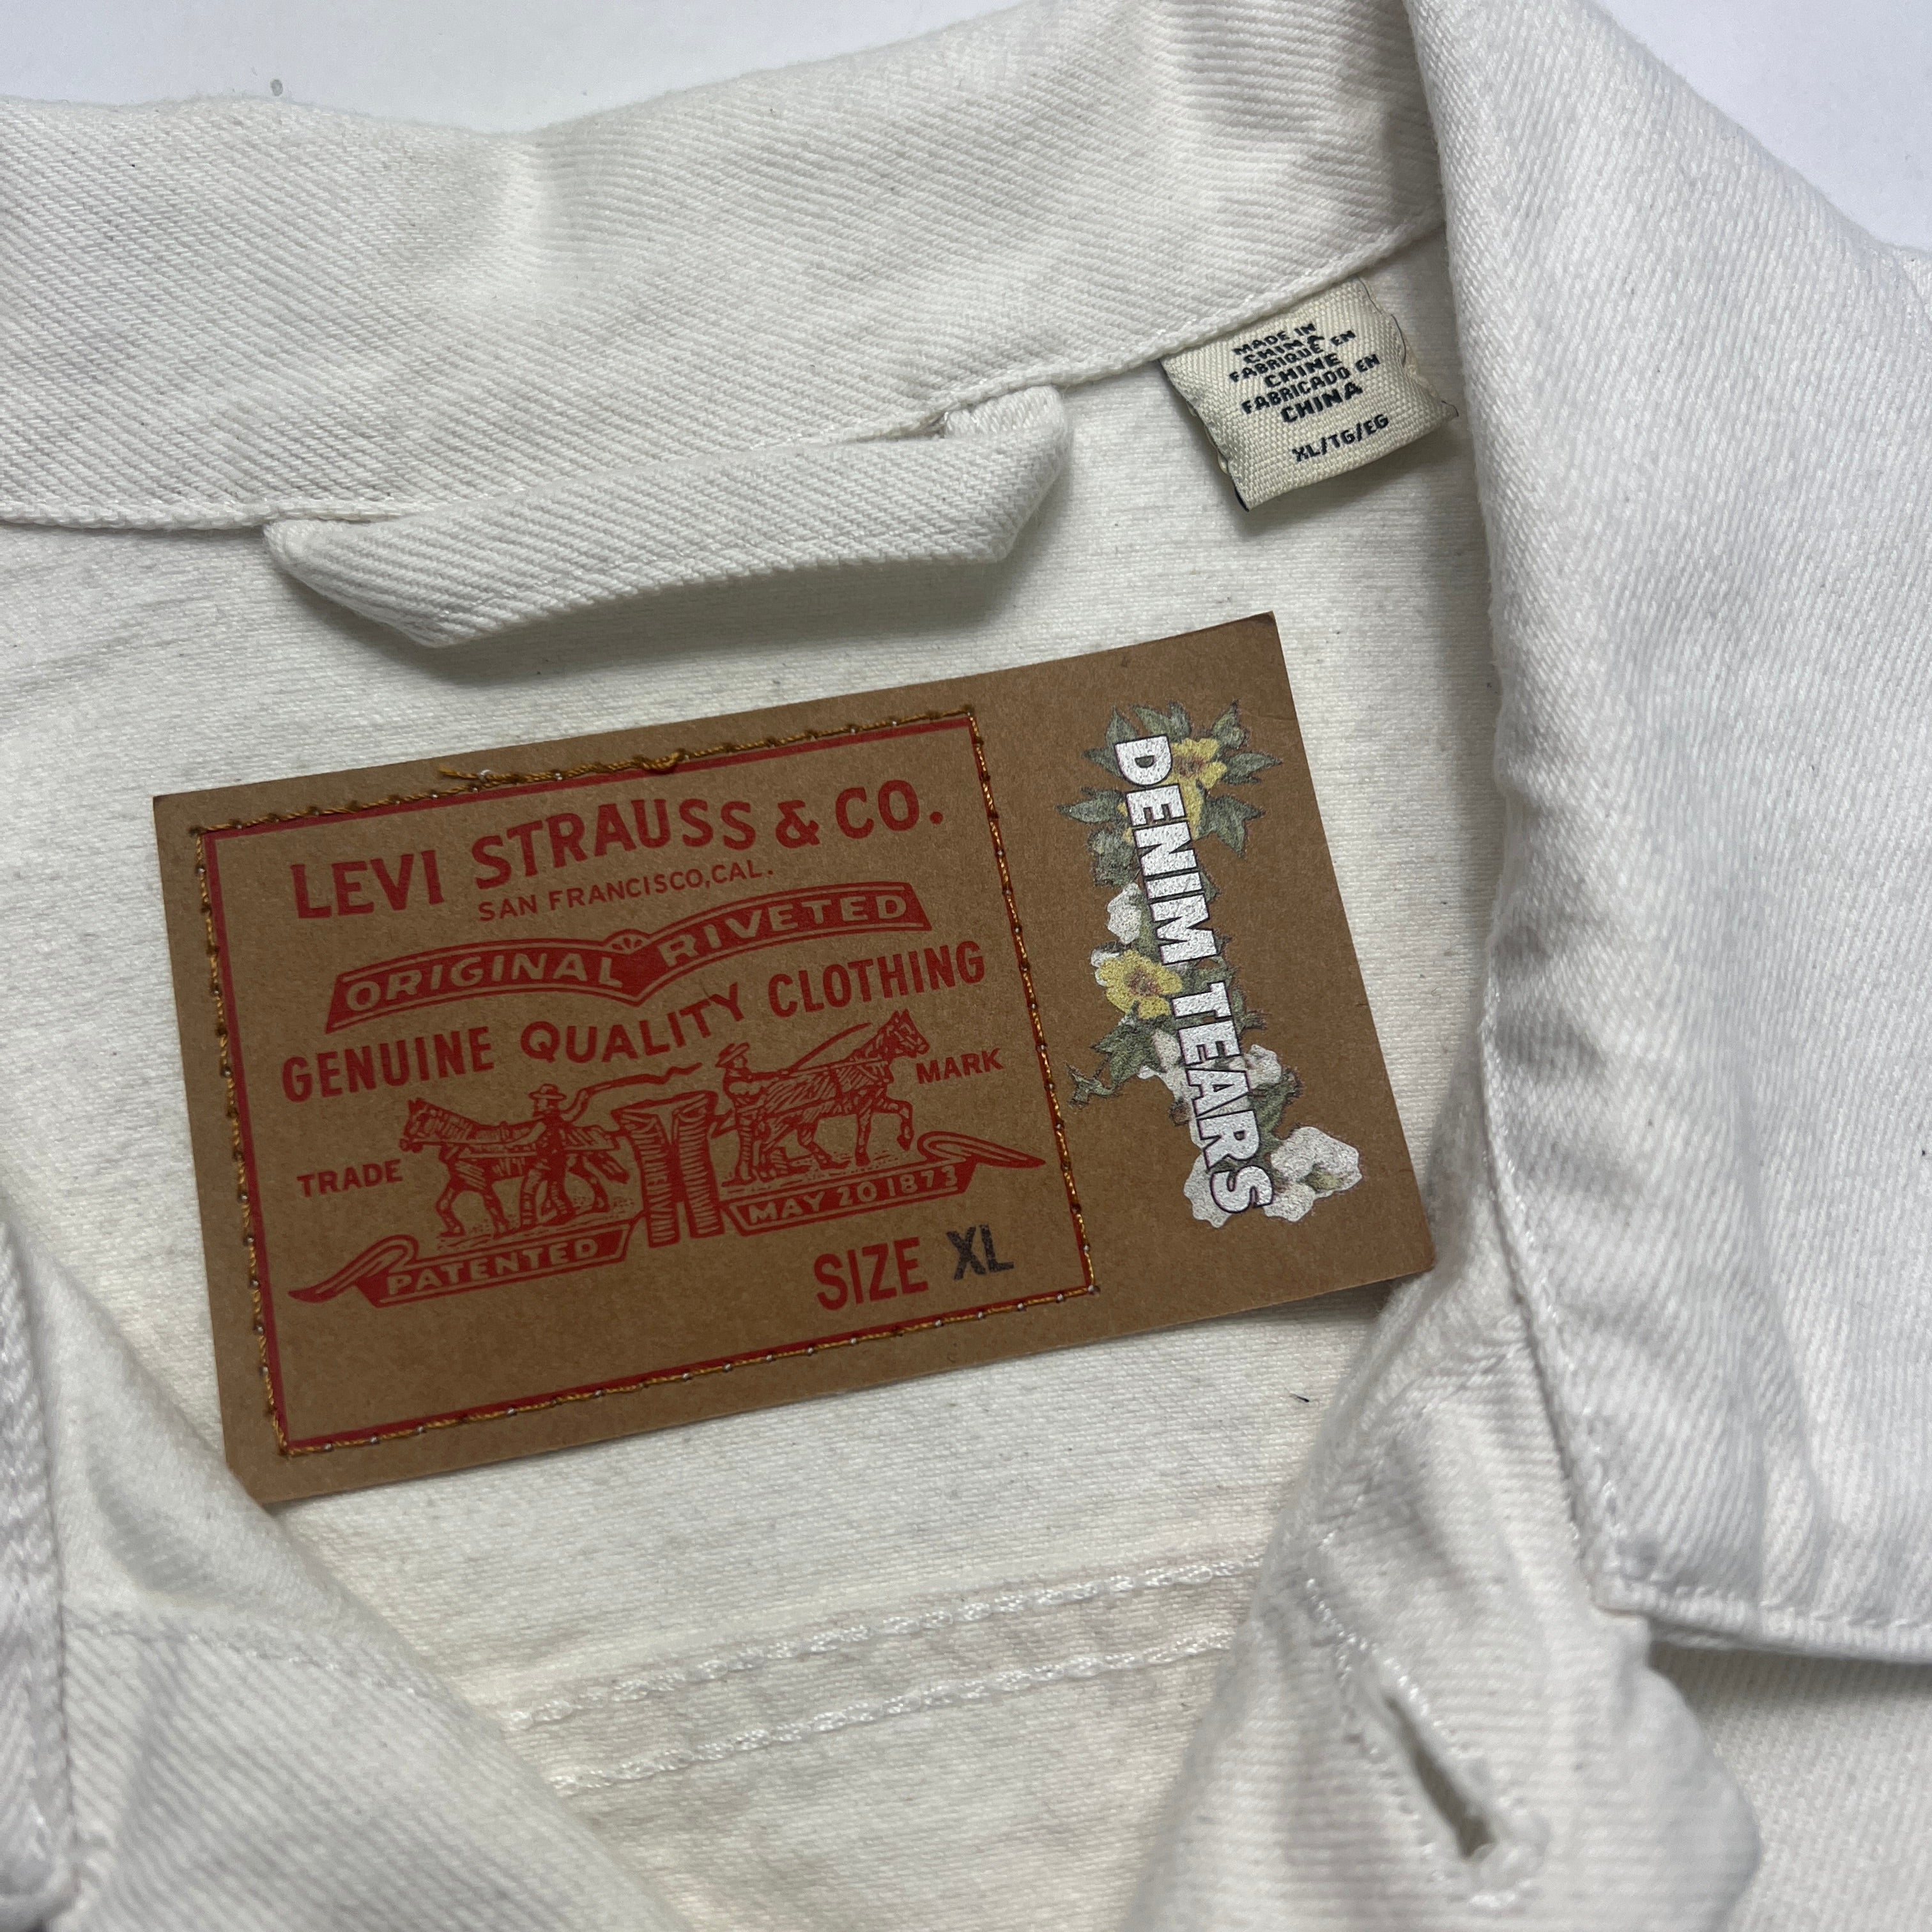 MADE IN
CHINA
FABRIQUÉ EN
CHINE
FABRICADO EN
CHINA
XL/TG/EG
LEVI STRAUSS & CO.
SAN FRANCISCO, CAL.
ORIGINAL RIVETED
GENUINE QUALITY CLOTHING
TRADE MARK
PATENTED MAY 20 1873
SIZE XL
DENIM TEARS